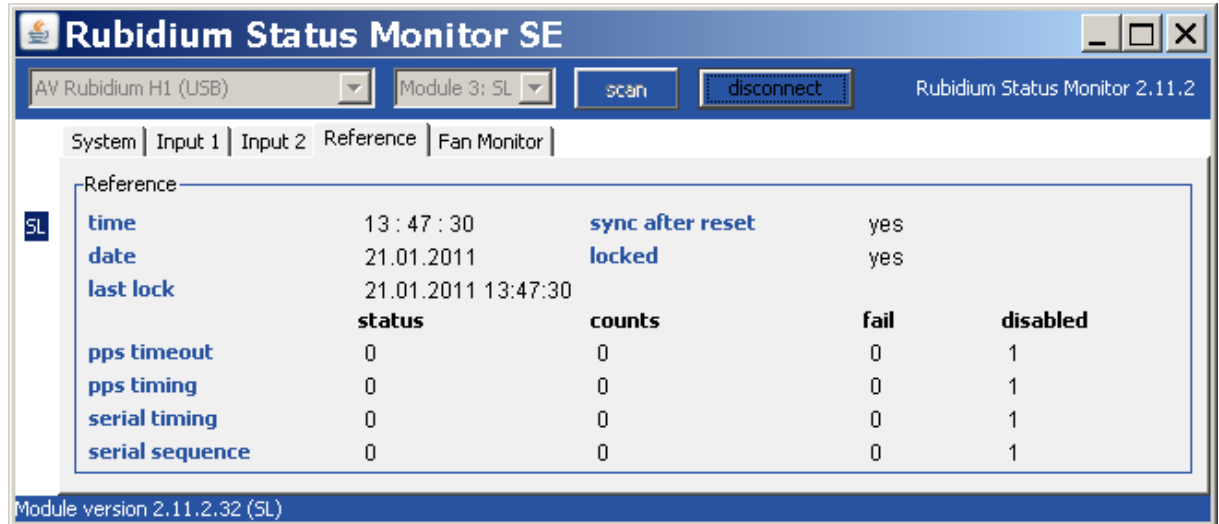 Rubidium Status Monitor SE
AV Rubidium H1 (USB) Module 3: SL scan disconnect Rubidium Status Monitor 2.11.2
System Input 1 Input 2 Reference Fan Monitor
Reference
SL time 13 : 47 : 30 sync after reset yes
date 21.01.2011 locked yes
last lock 21.01.2011 13:47:30
status counts fail disabled
pps timeout 0 0 0 1
pps timing 0 0 0 1
serial timing 0 0 0 1
serial sequence 0 0 0 1
Module version 2.11.2.32 (SL)